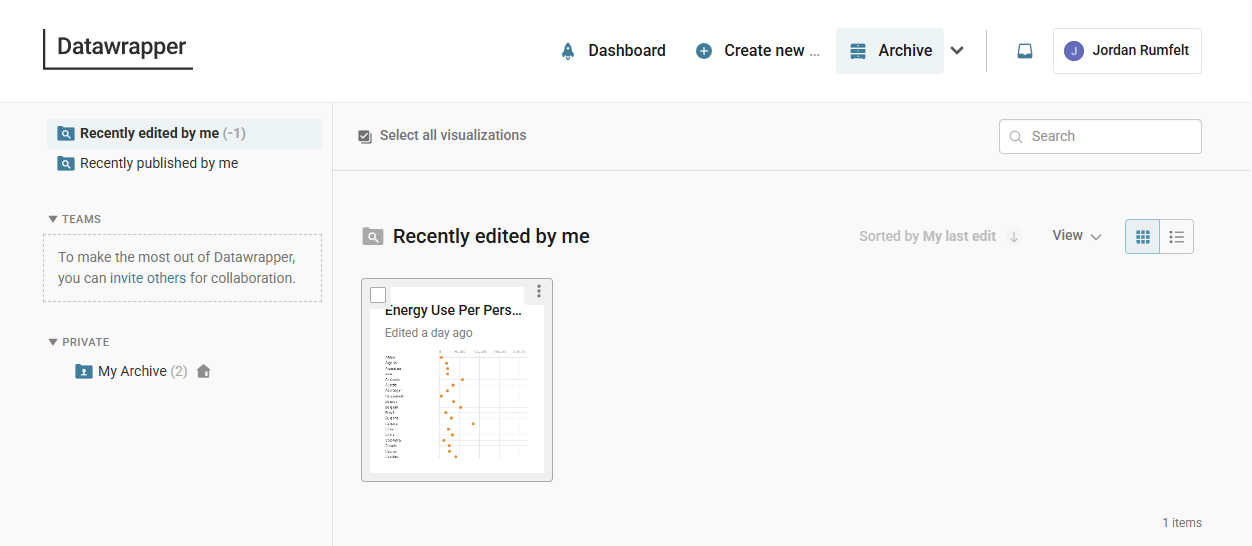 Datawrapper
Dashboard
Create new ...
Archive
J
Jordan Rumfelt
Recently edited by me (-1)
Recently published by me
TEAMS
To make the most out of Datawrapper,
you can invite others for collaboration.
PRIVATE
My Archive (2)
Select all visualizations
Search
Recently edited by me
Sorted by My last edit
View
Energy Use Per Pers...
Edited a day ago
1 items